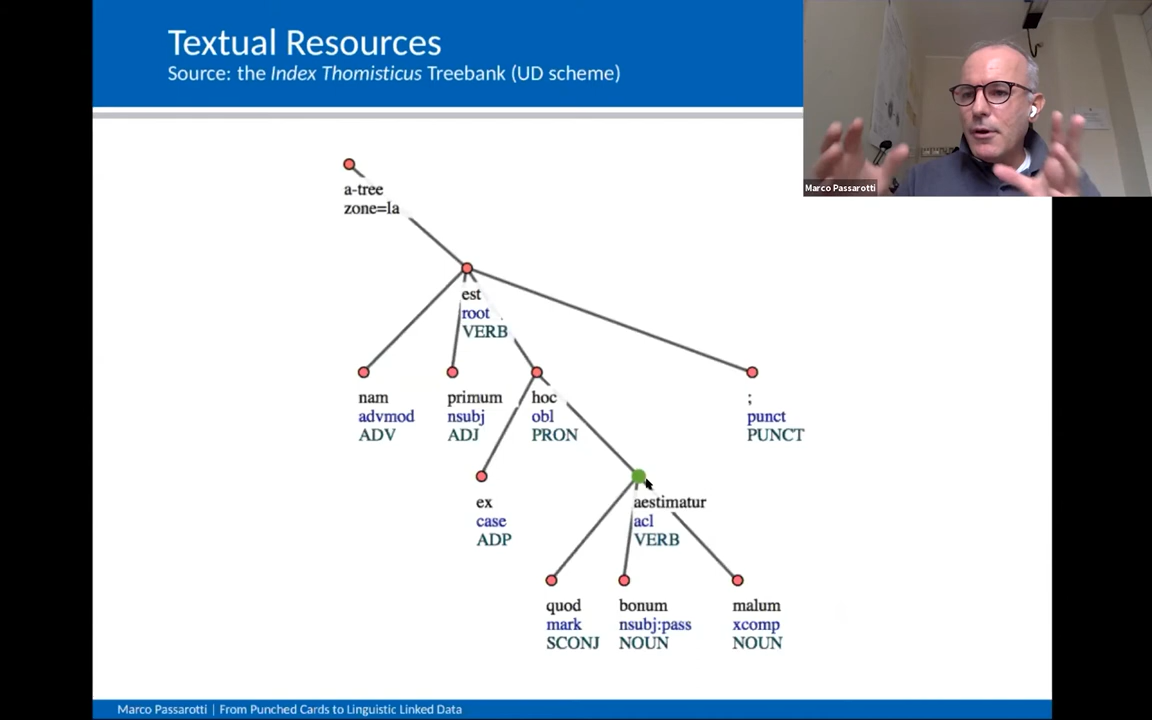 Textual Resources
Source: the Index Thomisticus Treebank (UD scheme)
Marco Passarotti
a-tree
zone=la
est
root
VERB
nam
advmod
ADV
primum
nsubj
ADJ
hoc
obl
PRON
;
punct
PUNCT
ex
case
ADP
aestimatur
acl
VERB
quod
mark
SCONJ
bonum
nsubj:pass
NOUN
malum
xcomp
NOUN
Marco Passarotti | From Punched Cards to Linguistic Linked Data